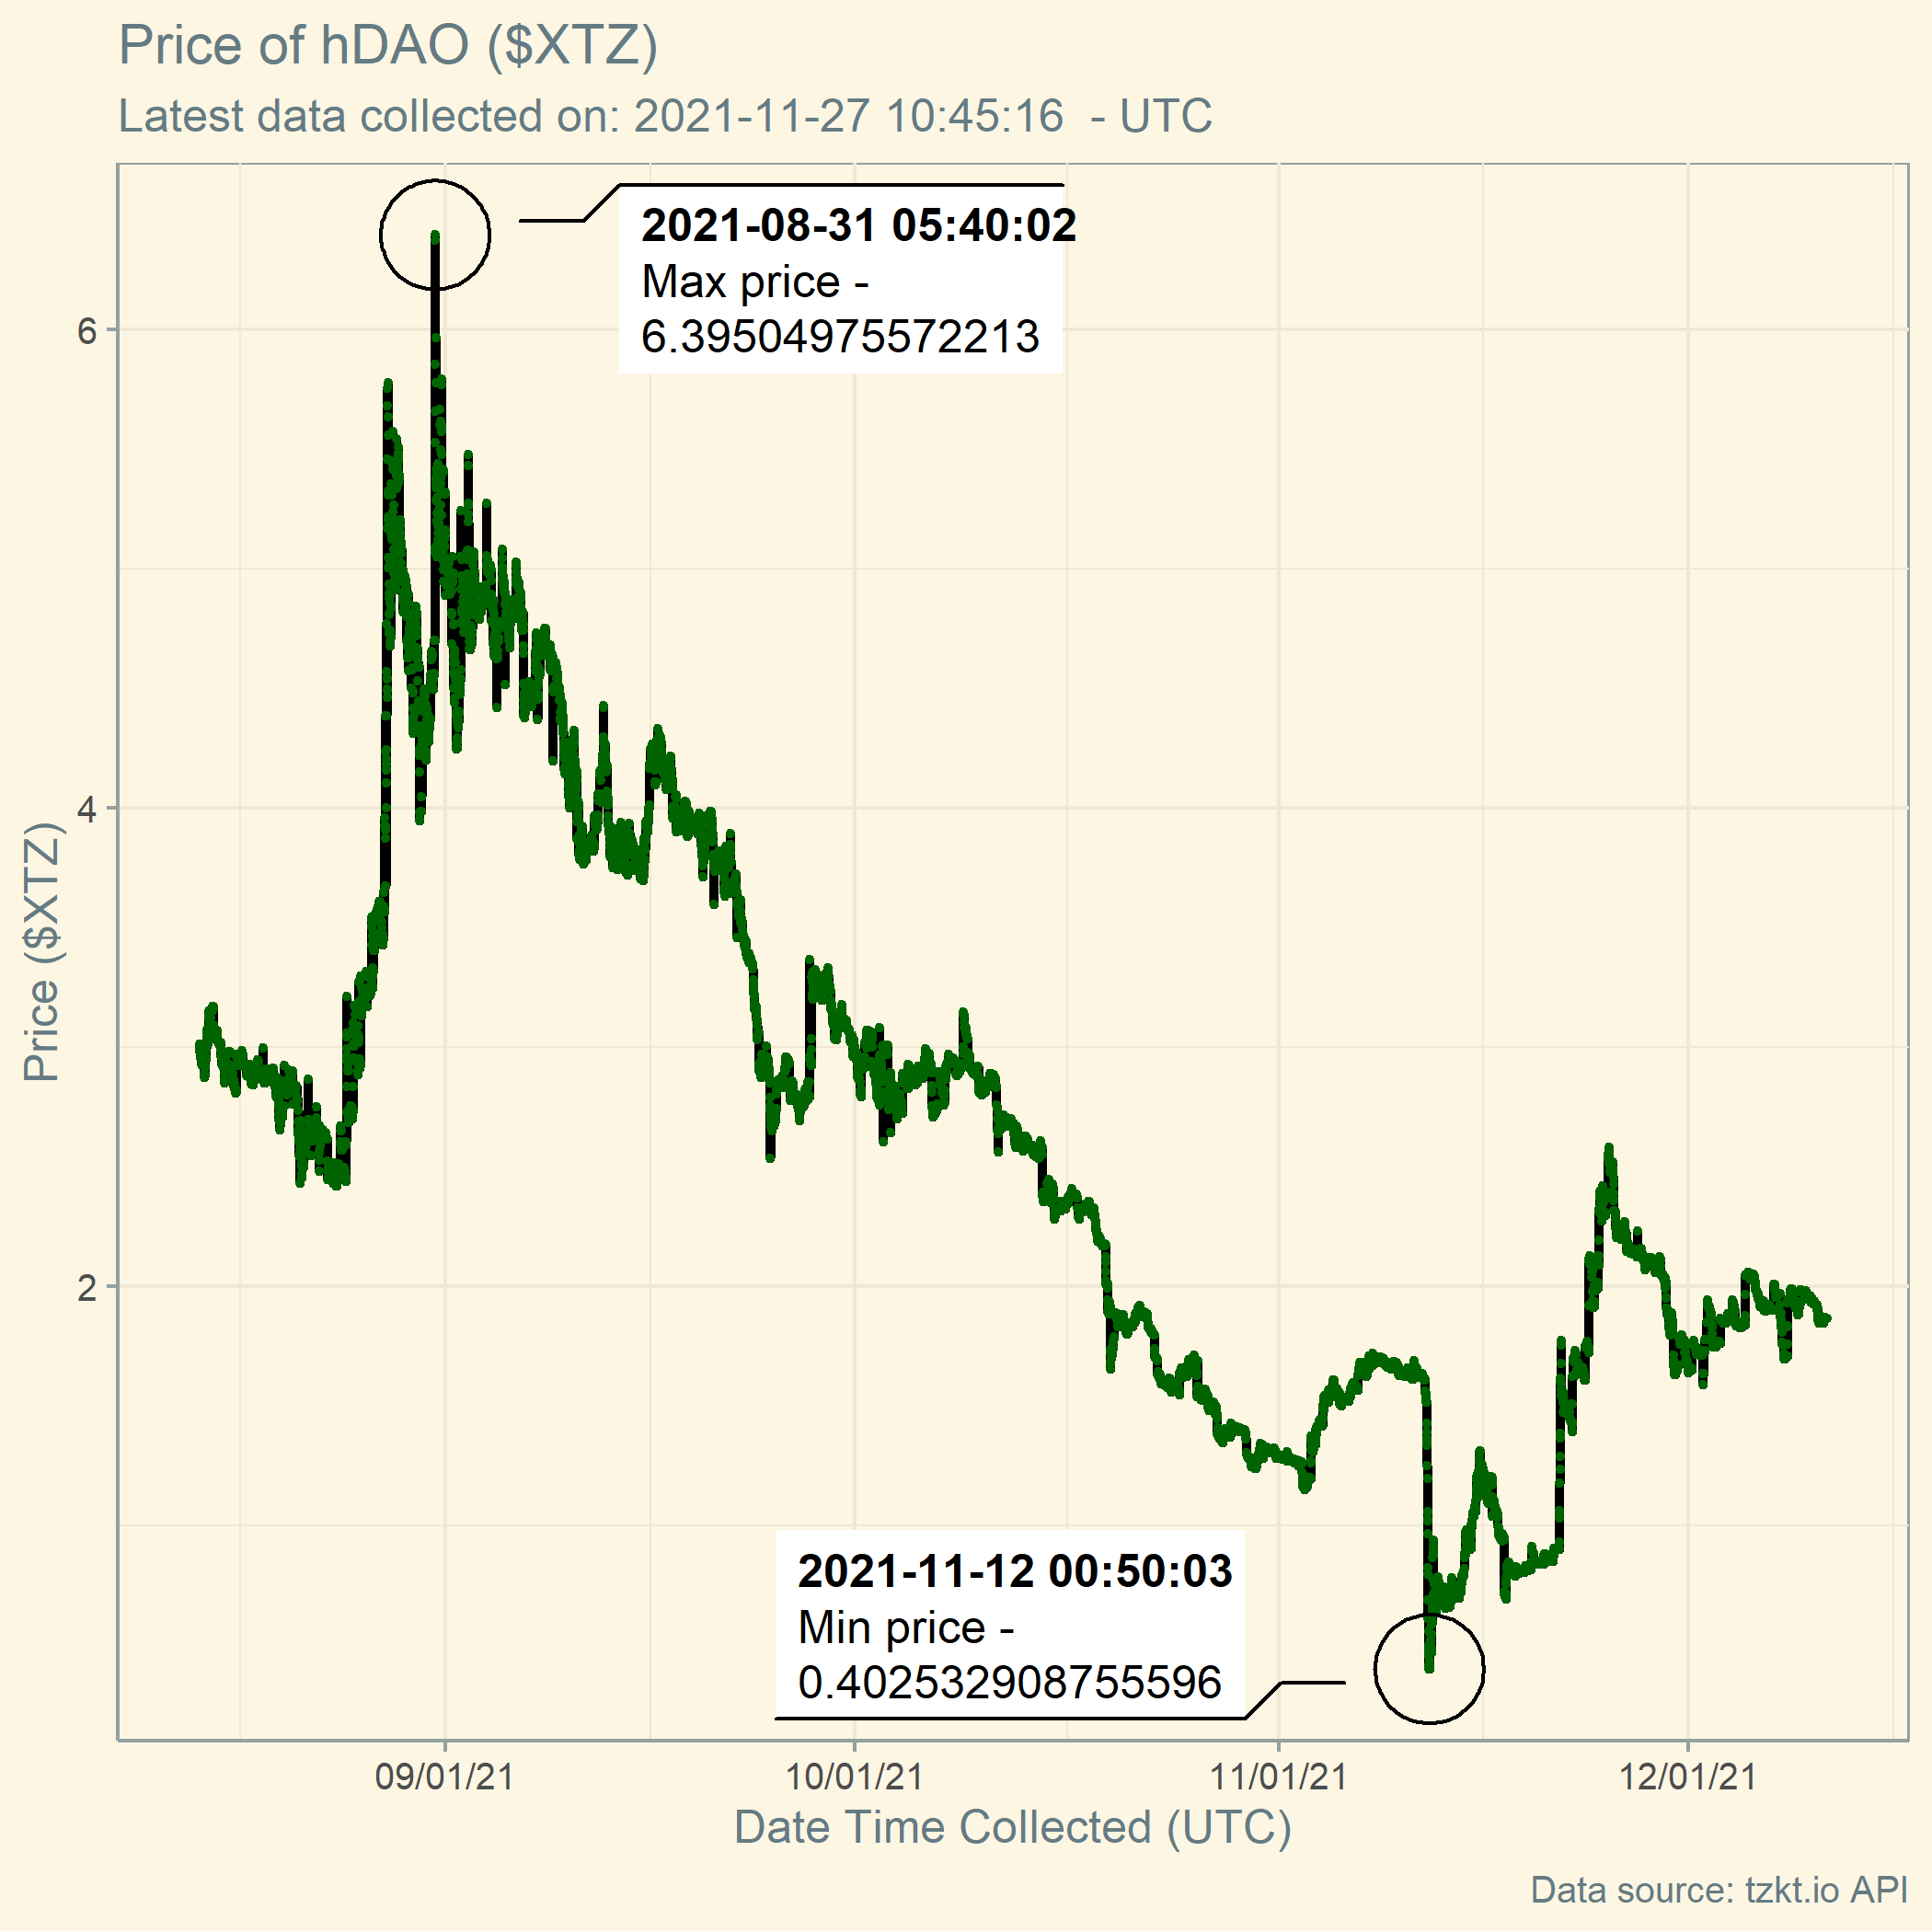 Price of hDAO ($XTZ)
Latest data collected on: 2021-11-27 10:45:16  - UTC
2021-08-31 05:40:02
Max price -
6.39504975572213
6
4
2
Price ($XTZ)
2021-11-12 00:50:03
Min price -
0.402532908755596
09/01/21
10/01/21
11/01/21
12/01/21
Date Time Collected (UTC)
Data source: tzkt.io API